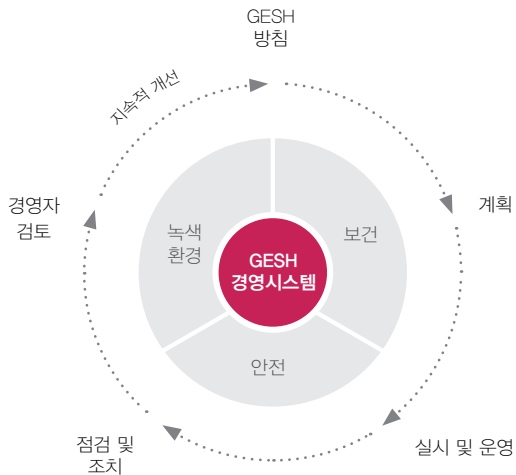 GESH
방침
지속적 개선
경영자
검토
계획
녹색
환경
보건
GESH
경영시스템
안전
점검 및
조치
실시 및 운영